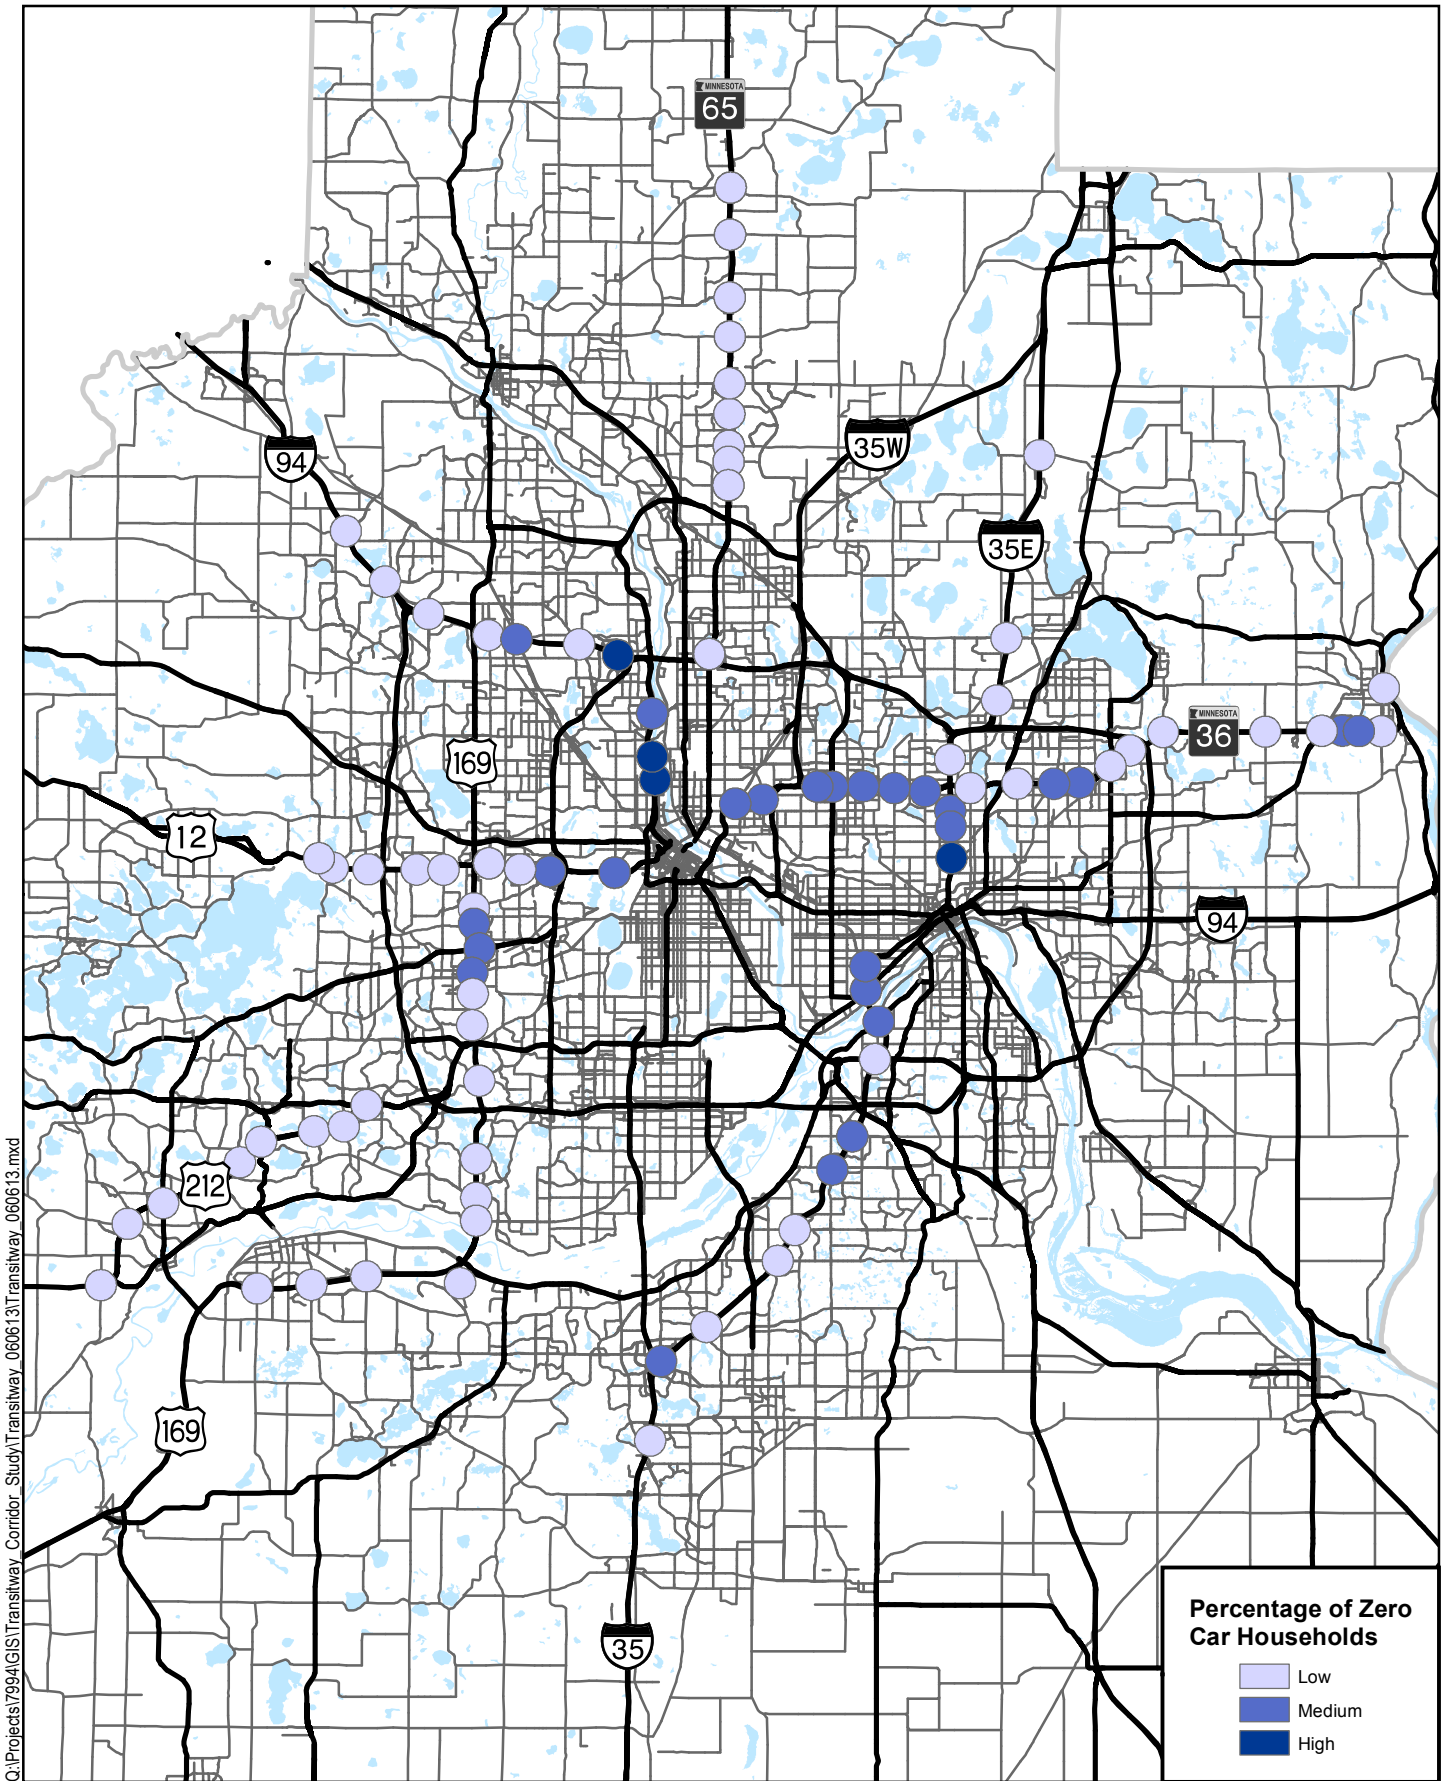 MINNESOTA
65
35W
94
35E
MINNESOTA
36
169
12
94
212
169
35
Percentage of Zero
Car Households
Low
Medium
High
Q:\Projects\7994\GIS\Transitway_Corridor_Study\Transitway_060613\Transitway_060613.mxd